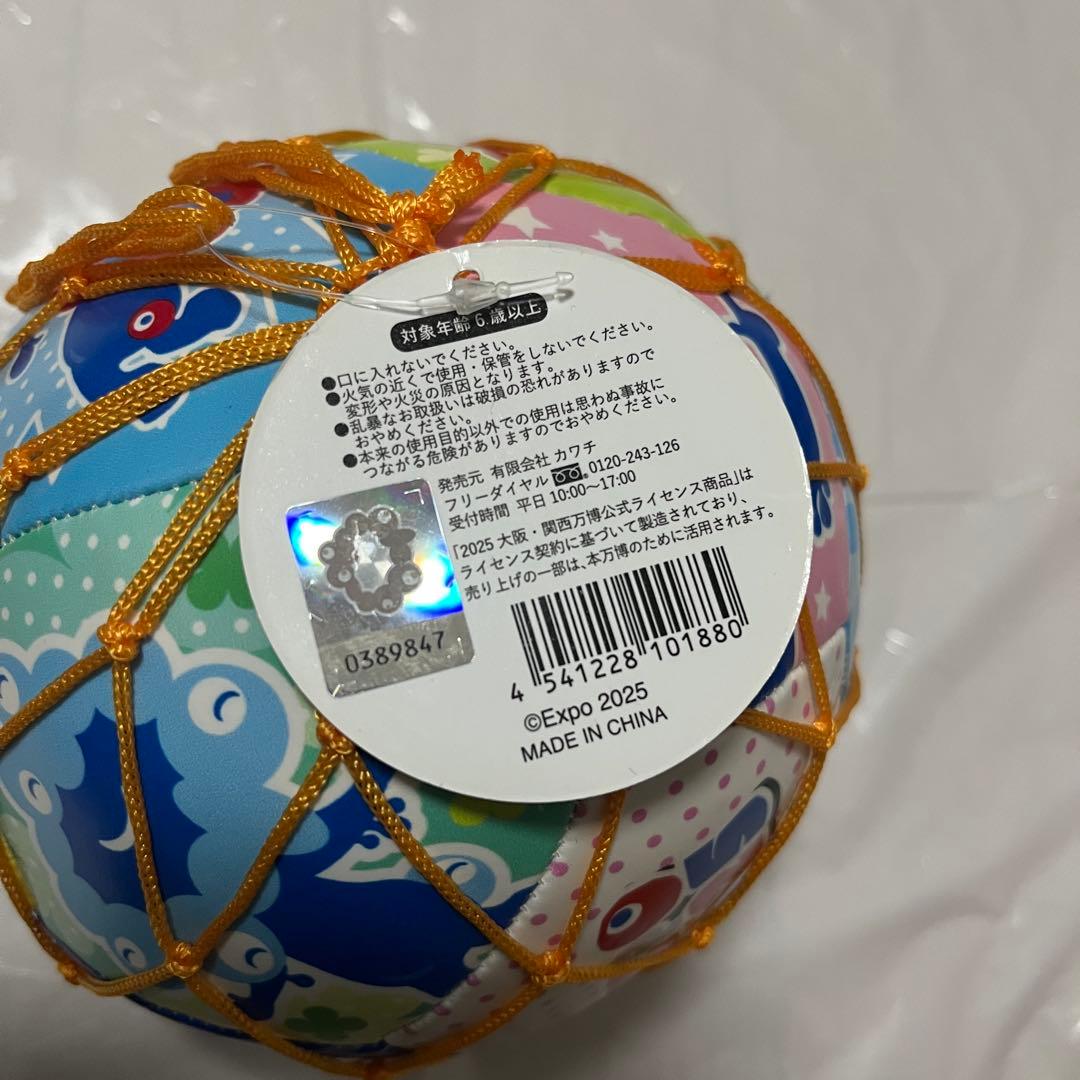 対象年齢 6 歳以上
●口に入れないでください。
●火気の近くで使用・保管をしないでください。
変形や火災の原因となります。
●乱暴なお取扱いは破損の恐れがありますので
おやめください。
●本来の使用目的以外での使用は思わぬ事故に
つながる危険がありますのでおやめください。
発売元 有限会社 カワチ
フリーダイヤル 0120-243-126
受付時間 平日 10:00〜17:00
「2025 大阪・関西万博公式ライセンス商品」は
ライセンス契約に基づいて製造されており、
売り上げの一部は、本万博のために活用されます。
0389847
4 541228 101880
©Expo 2025
MADE IN CHINA